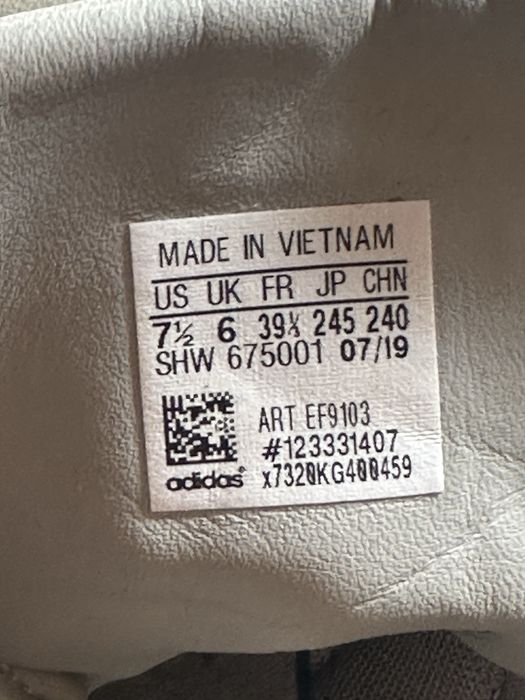 MADE IN VIETNAM
US UK FR JP CHN
7½ 6 39⅓ 245 240
SHW 675001 07/19
ART EF9103
#123331407
adidas® x7320KG400459